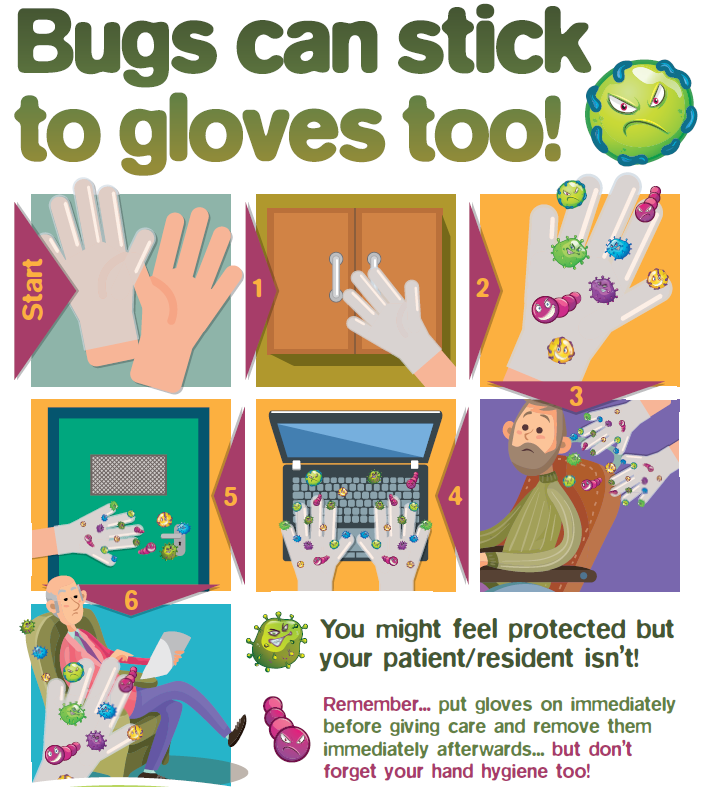 Bugs can stick
to gloves too!
Start
1
2
3
4
5
6
You might feel protected but
your patient/resident isn't!
Remember... put gloves on immediately
before giving care and remove them
immediately afterwards... but don't
forget your hand hygiene too!